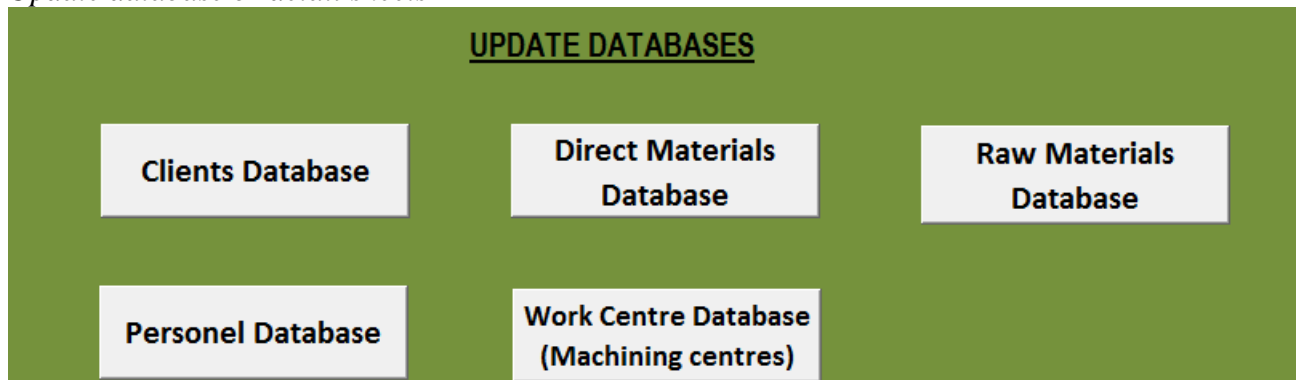 UPDATE DATABASES
Clients Database
Direct Materials
Database
Raw Materials
Database
Personel Database
Work Centre Database
(Machining centres)